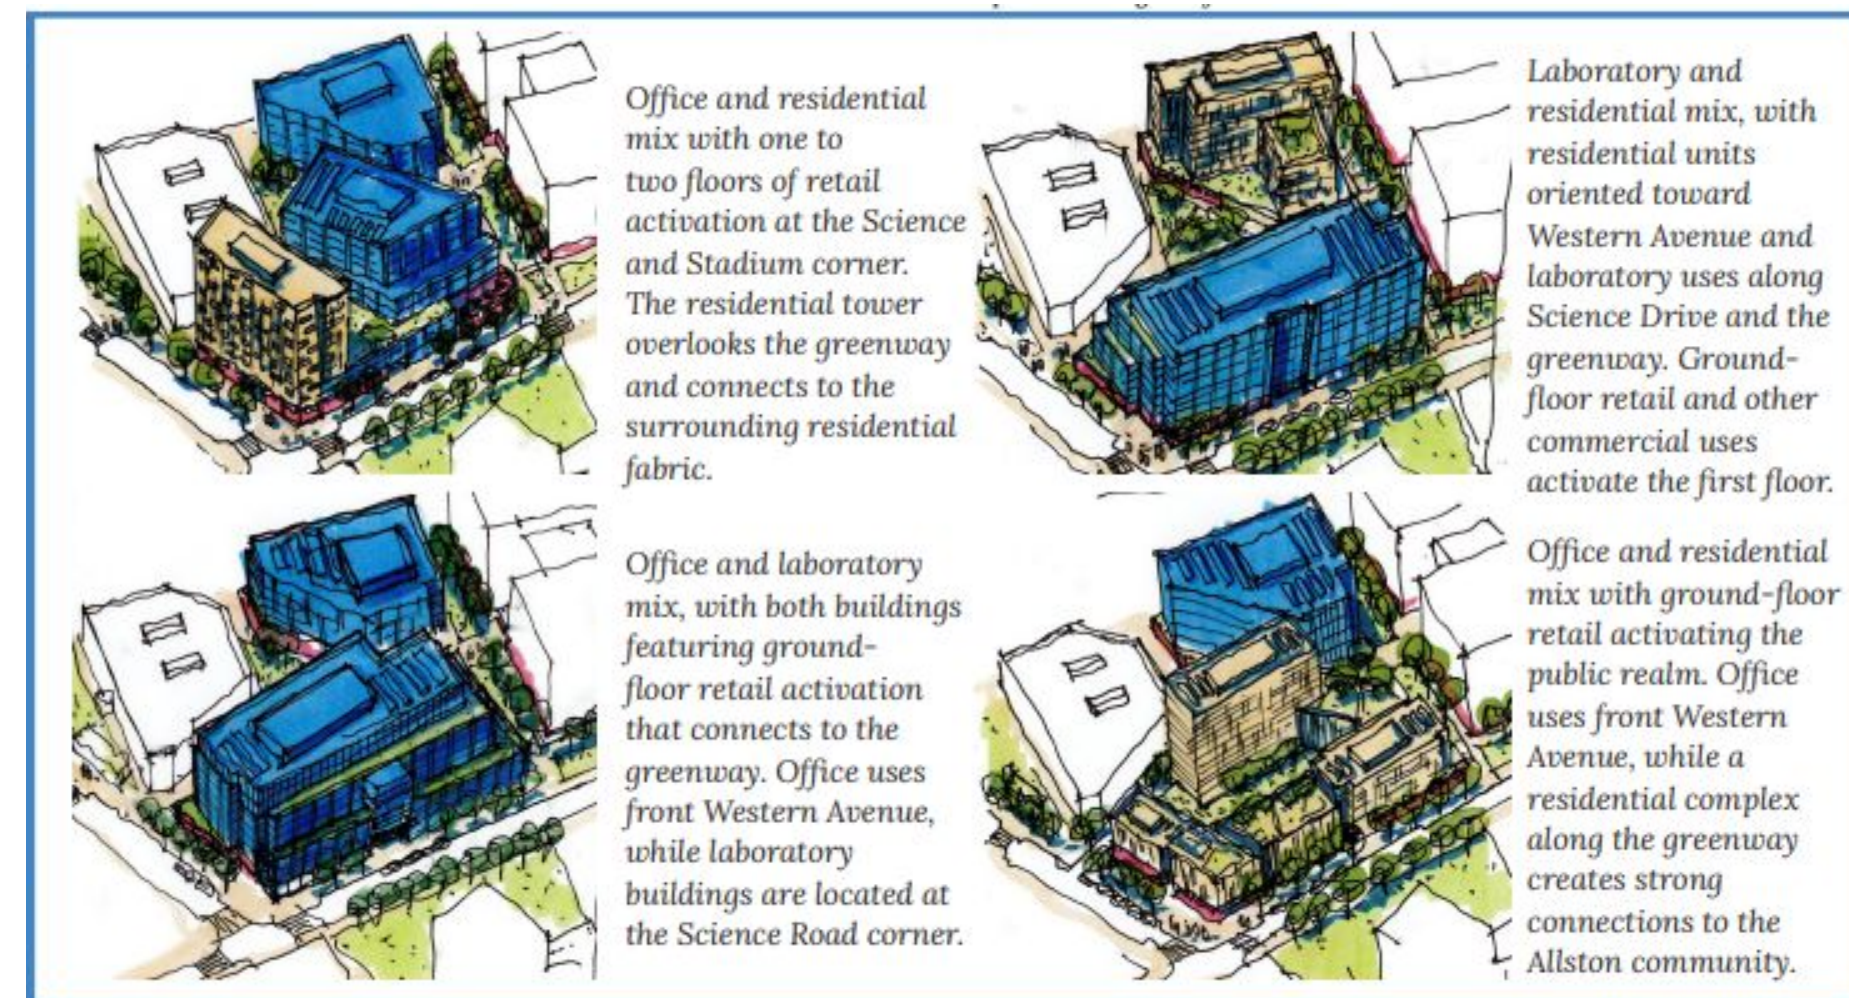 Office and residential
mix with one to
two floors of retail
activation at the Science
and Stadium corner.
The residential tower
overlooks the greenway
and connects to the
surrounding residential
fabric.
Laboratory and
residential mix, with
residential units
oriented toward
Western Avenue and
laboratory uses along
Science Drive and the
greenway. Ground-
floor retail and other
commercial uses
activate the first floor.
Office and laboratory
mix, with both buildings
featuring ground-
floor retail activation
that connects to the
greenway. Office uses
front Western Avenue,
while laboratory
buildings are located at
the Science Road corner.
Office and residential
mix with ground-floor
retail activating the
public realm. Office
uses front Western
Avenue, while a
residential complex
along the greenway
creates strong
connections to the
Allston community.